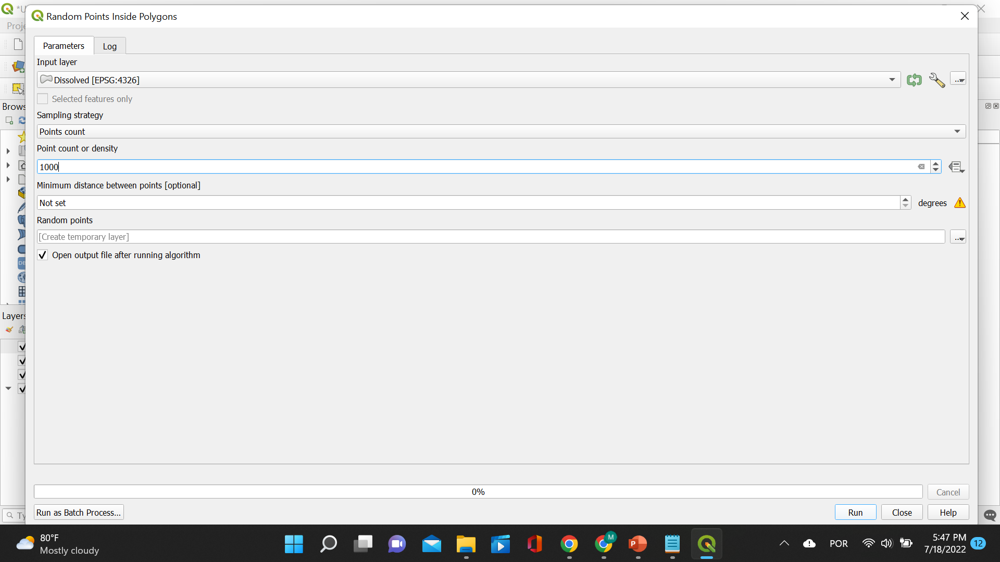 *U
Random Points Inside Polygons
Proje
Parameters
Log
Input layer
Dissolved [EPSG:4326]
...
Selected features only
Sampling strategy
Points count
Brows
Point count or density
1000
Minimum distance between points [optional]
Not set
degrees
Random points
[Create temporary layer]
...
Open output file after running algorithm
Layers
0%
Cancel
Run as Batch Process...
Run
Close
Help
Ty
80°F
Mostly cloudy
M
P
POR
5:47 PM
7/18/2022
12